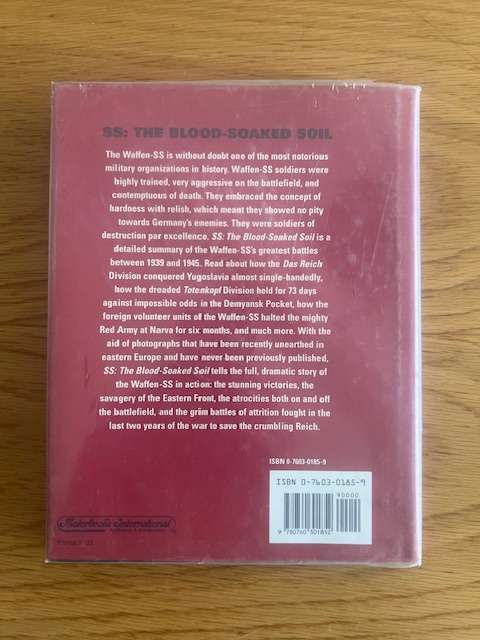 SS: THE BLOOD-SOAKED SOIL
The Waffen-SS is without doubt one of the most notorious
military organizations in history. Waffen-SS soldiers were
highly trained, very aggressive on the battlefield, and
contemptuous of death. They embraced the concept of
hardness with relish, which meant they showed no pity
towards Germany's enemies. They were soldiers of
destruction par excellence. SS: The Blood-Soaked Soil is a
detailed summary of the Waffen-SS's greatest battles
between 1939 and 1945. Read about how the Das Reich
Division conquered Yugoslavia almost single-handedly,
how the dreaded Totenkopf Division held for 73 days
against impossible odds in the Demyansk Pocket, how the
foreign volunteer units of the Waffen-SS halted the mighty
Red Army at Narva for six months, and much more. With the
aid of photographs that have been recently unearthed in
eastern Europe and have never been previously published,
SS: The Blood-Soaked Soil tells the full, dramatic story of
the Waffen-SS in action: the stunning victories, the
savagery of the Eastern Front, the atrocities both on and off
the battlefield, and the grim battles of attrition fought in the
last two years of the war to save the crumbling Reich.
ISBN 0-7603-0185-9
ISBN 0-7603-0185-9
90000
9 780760 301852
Motorbooks International